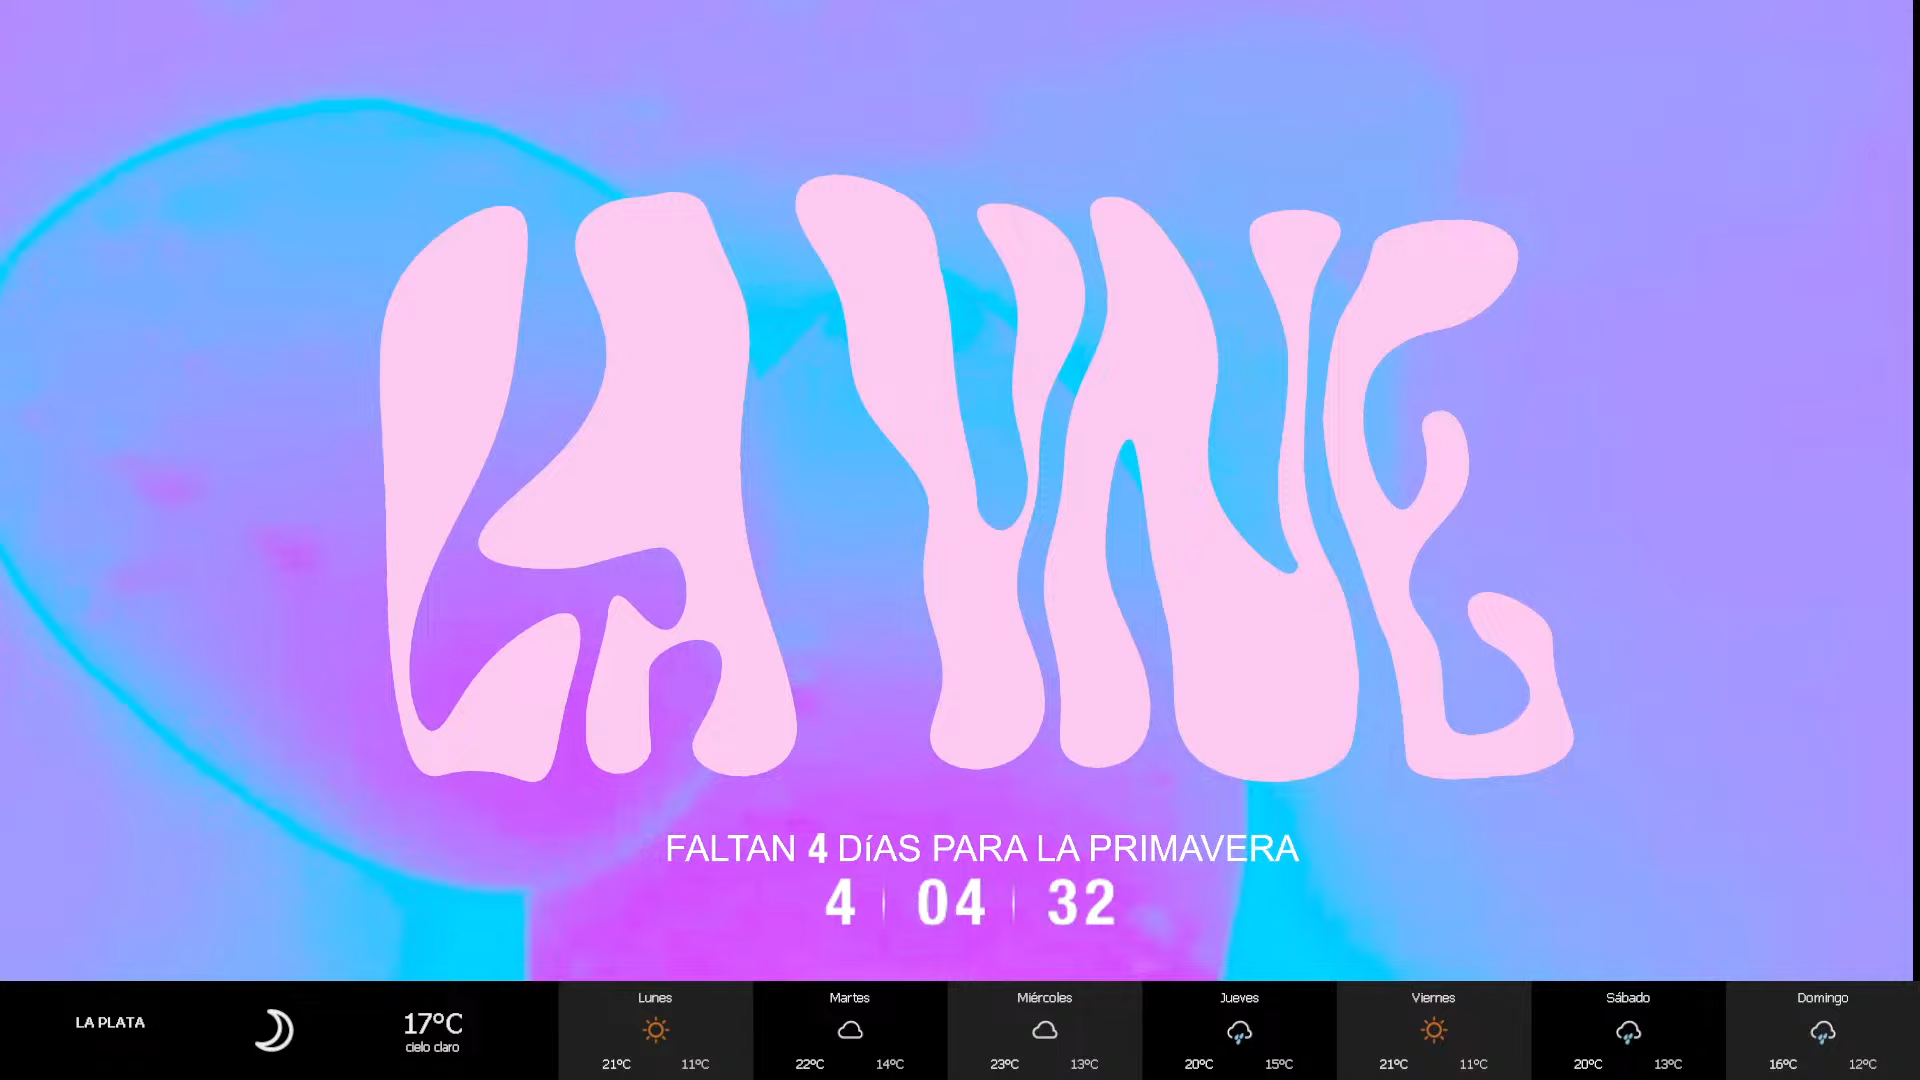 LA YNE
FALTAN 4 DíAS PARA LA PRIMAVERA
4 | 04 | 32
LA PLATA
17°C
cielo claro
Lunes
21°C 11°C
Martes
22°C 14°C
Miércoles
23°C 13°C
Jueves
20°C 15°C
Viernes
21°C 11°C
Sábado
20°C 13°C
Domingo
16°C 12°C